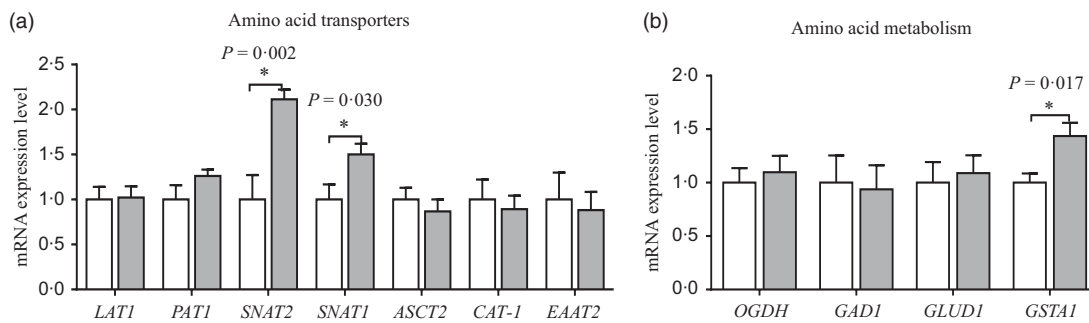 (a)
Amino acid transporters
mRNA expression level
2·5
2·0
1·5
1·0
0·5
0·0
P = 0·002
*
P = 0·030
*
LAT1 PAT1 SNAT2 SNAT1 ASCT2 CAT-1 EAAT2
(b)
Amino acid metabolism
mRNA expression level
2·0
1·5
1·0
0·5
0·0
P = 0·017
*
OGDH GAD1 GLUD1 GSTA1